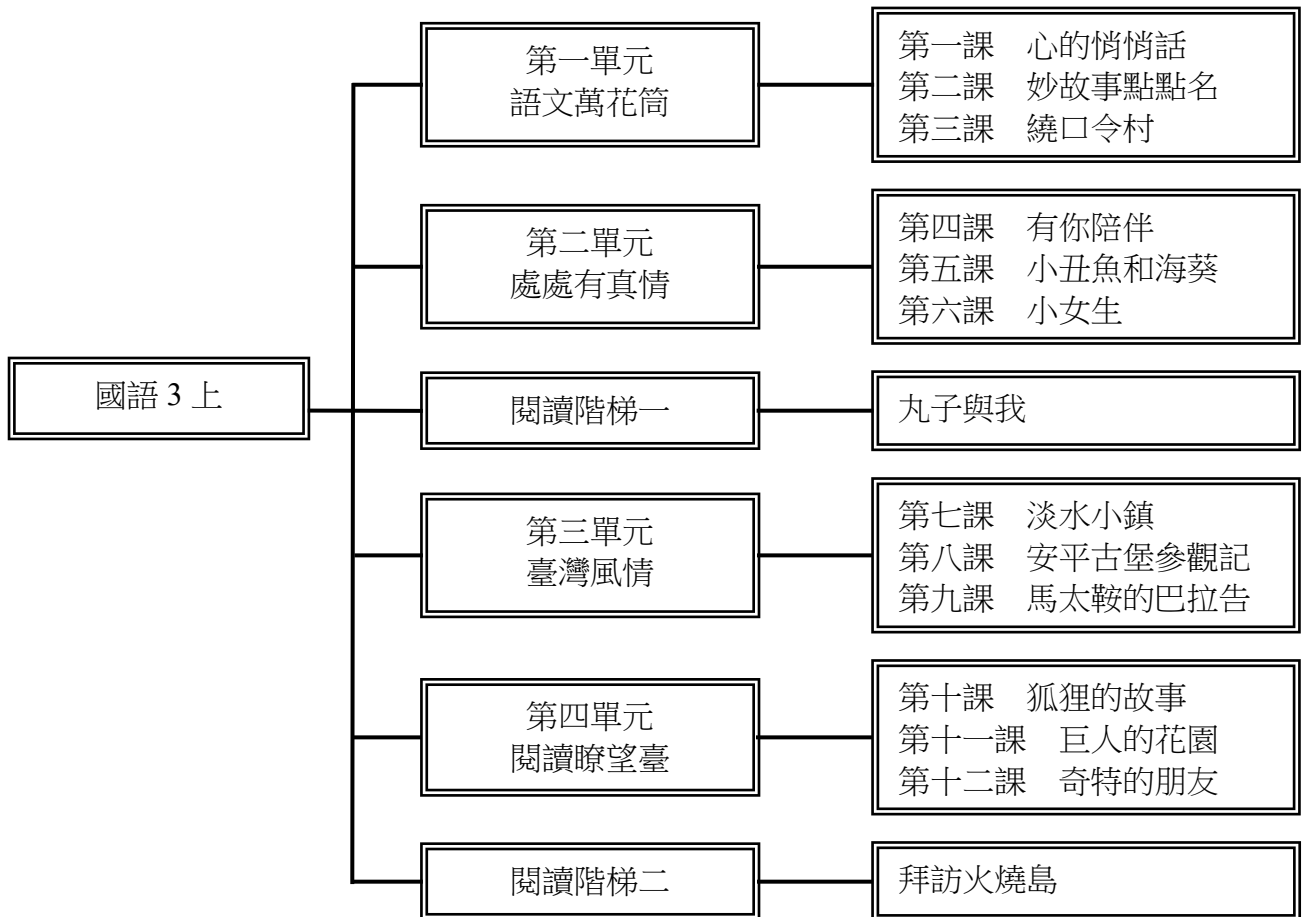 國語 3 上
第一單元
語文萬花筒
第一課　心的悄悄話
第二課　妙故事點點名
第三課　繞口令村
第二單元
處處有真情
第四課　有你陪伴
第五課　小丑魚和海葵
第六課　小女生
閱讀階梯一
丸子與我
第三單元
臺灣風情
第七課　淡水小鎮
第八課　安平古堡參觀記
第九課　馬太鞍的巴拉告
第四單元
閱讀瞭望臺
第十課　狐狸的故事
第十一課　巨人的花園
第十二課　奇特的朋友
閱讀階梯二
拜訪火燒島